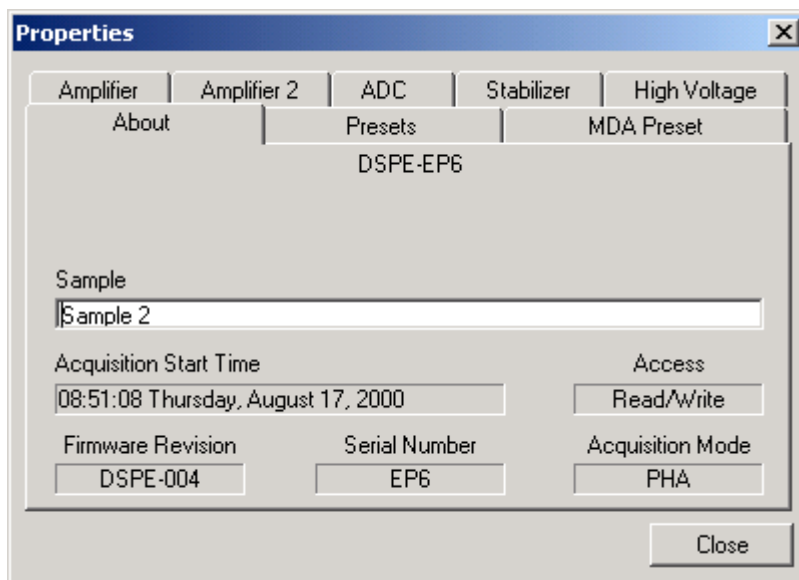 Properties
Amplifier Amplifier 2 ADC Stabilizer High Voltage
About Presets MDA Preset
DSPE-EP6
Sample
Sample 2
Acquisition Start Time Access
08:51:08 Thursday, August 17, 2000 Read/Write
Firmware Revision Serial Number Acquisition Mode
DSPE-004 EP6 PHA
Close